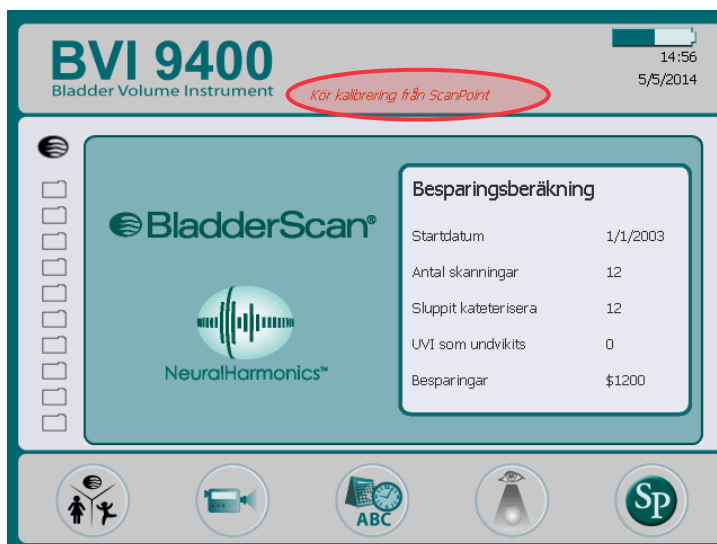 BVI 9400
Bladder Volume Instrument
Kör kalibrering från ScanPoint
14:56
5/5/2014
BladderScan®
NeuralHarmonics™
Besparingsberäkning
Startdatum 1/1/2003
Antal skanningar 12
Sluppit kateterisera 12
UVI som undvikits 0
Besparingar $1200
ABC
Sp